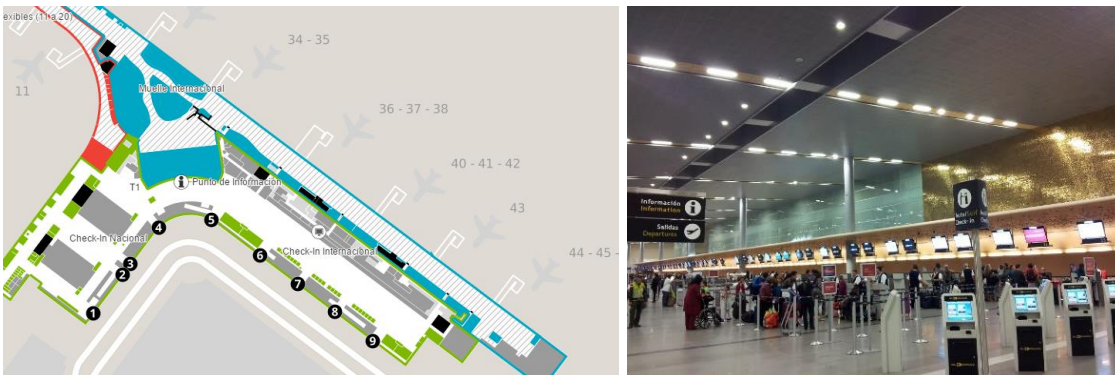 exibles (11 a 20)
34 - 35
11
Muelle Internacional
36 - 37 - 38
40 - 41 - 42
T1
i Punto de Información
43
Check-In Nacional
Check-In Internacional
44 - 45 -
4
5
3
2
6
1
7
8
9
Información
Information
Salidas
Departures
Check-In